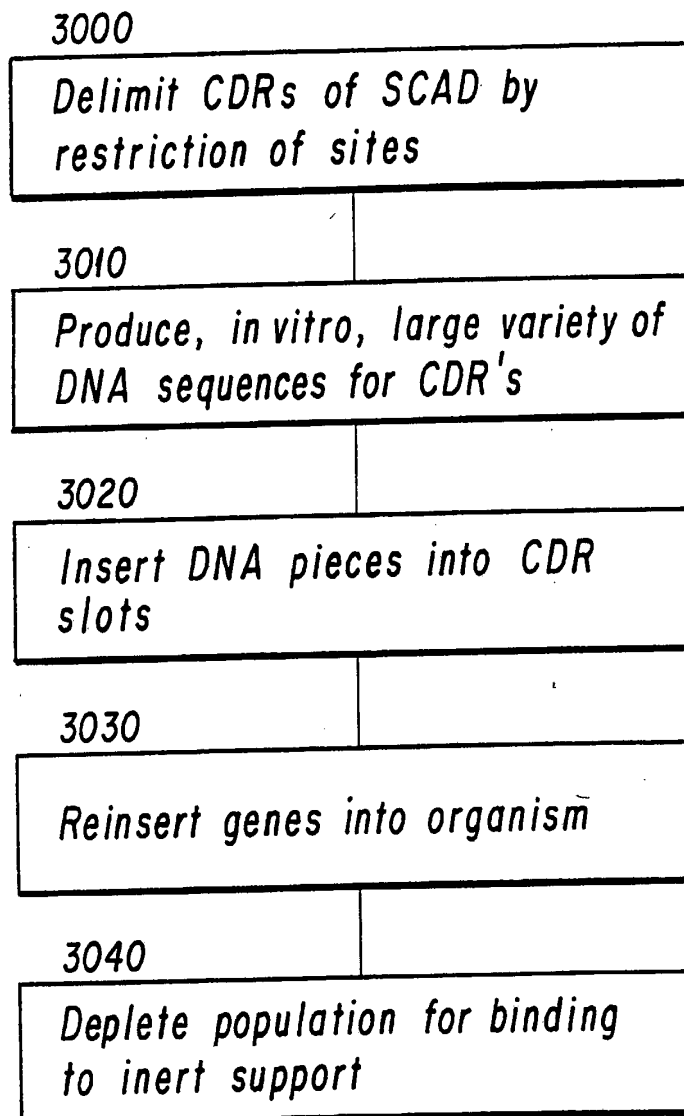 3000
Delimit CDRs of SCAD by
restriction of sites
3010
Produce, in vitro, large variety of
DNA sequences for CDR's
3020
Insert DNA pieces into CDR
slots
3030
Reinsert genes into organism
3040
Deplete population for binding
to inert support